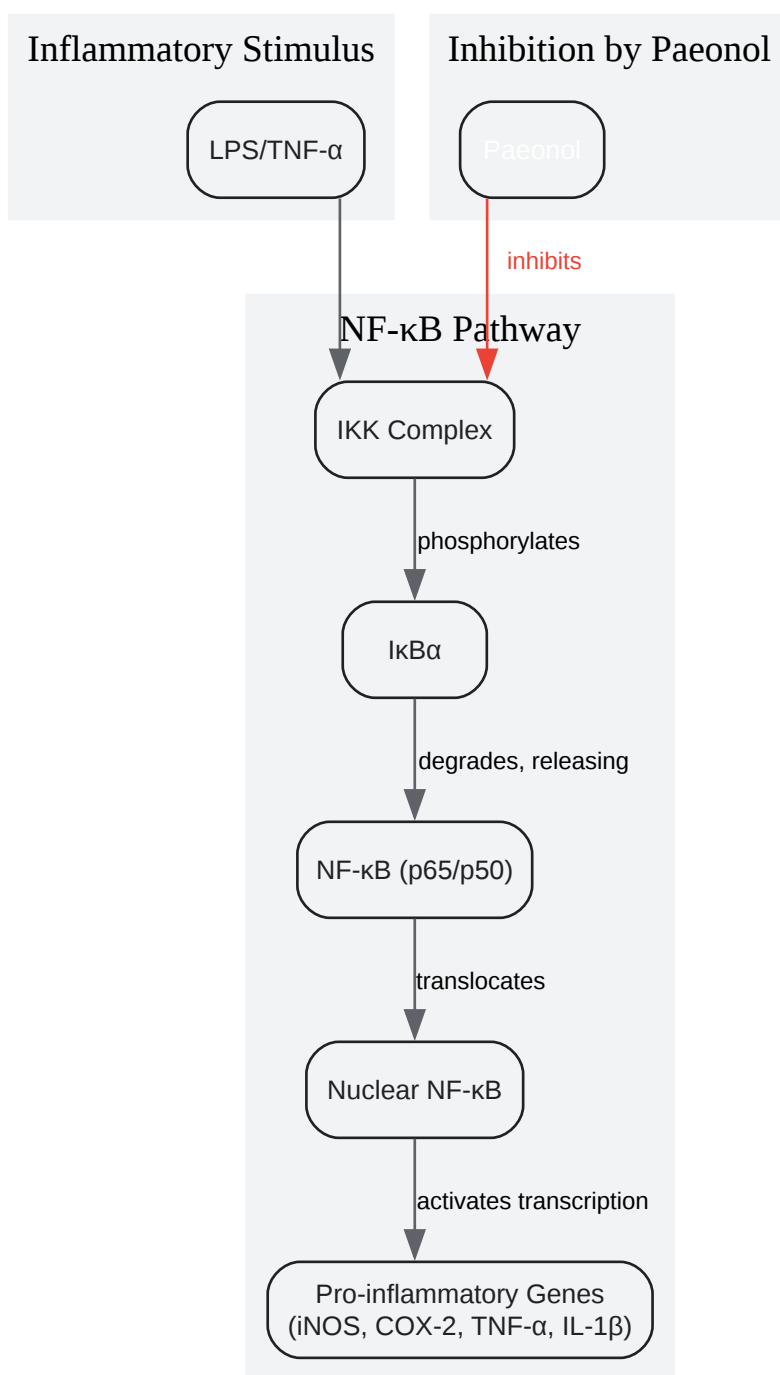 Inflammatory Stimulus
Inhibition by Paeonol
LPS/TNF-α
Paeonol
inhibits
NF-κB Pathway
IKK Complex
phosphorylates
IκBα
degrades, releasing
NF-κB (p65/p50)
translocates
Nuclear NF-κB
activates transcription
Pro-inflammatory Genes
(iNOS, COX-2, TNF-α, IL-1β)